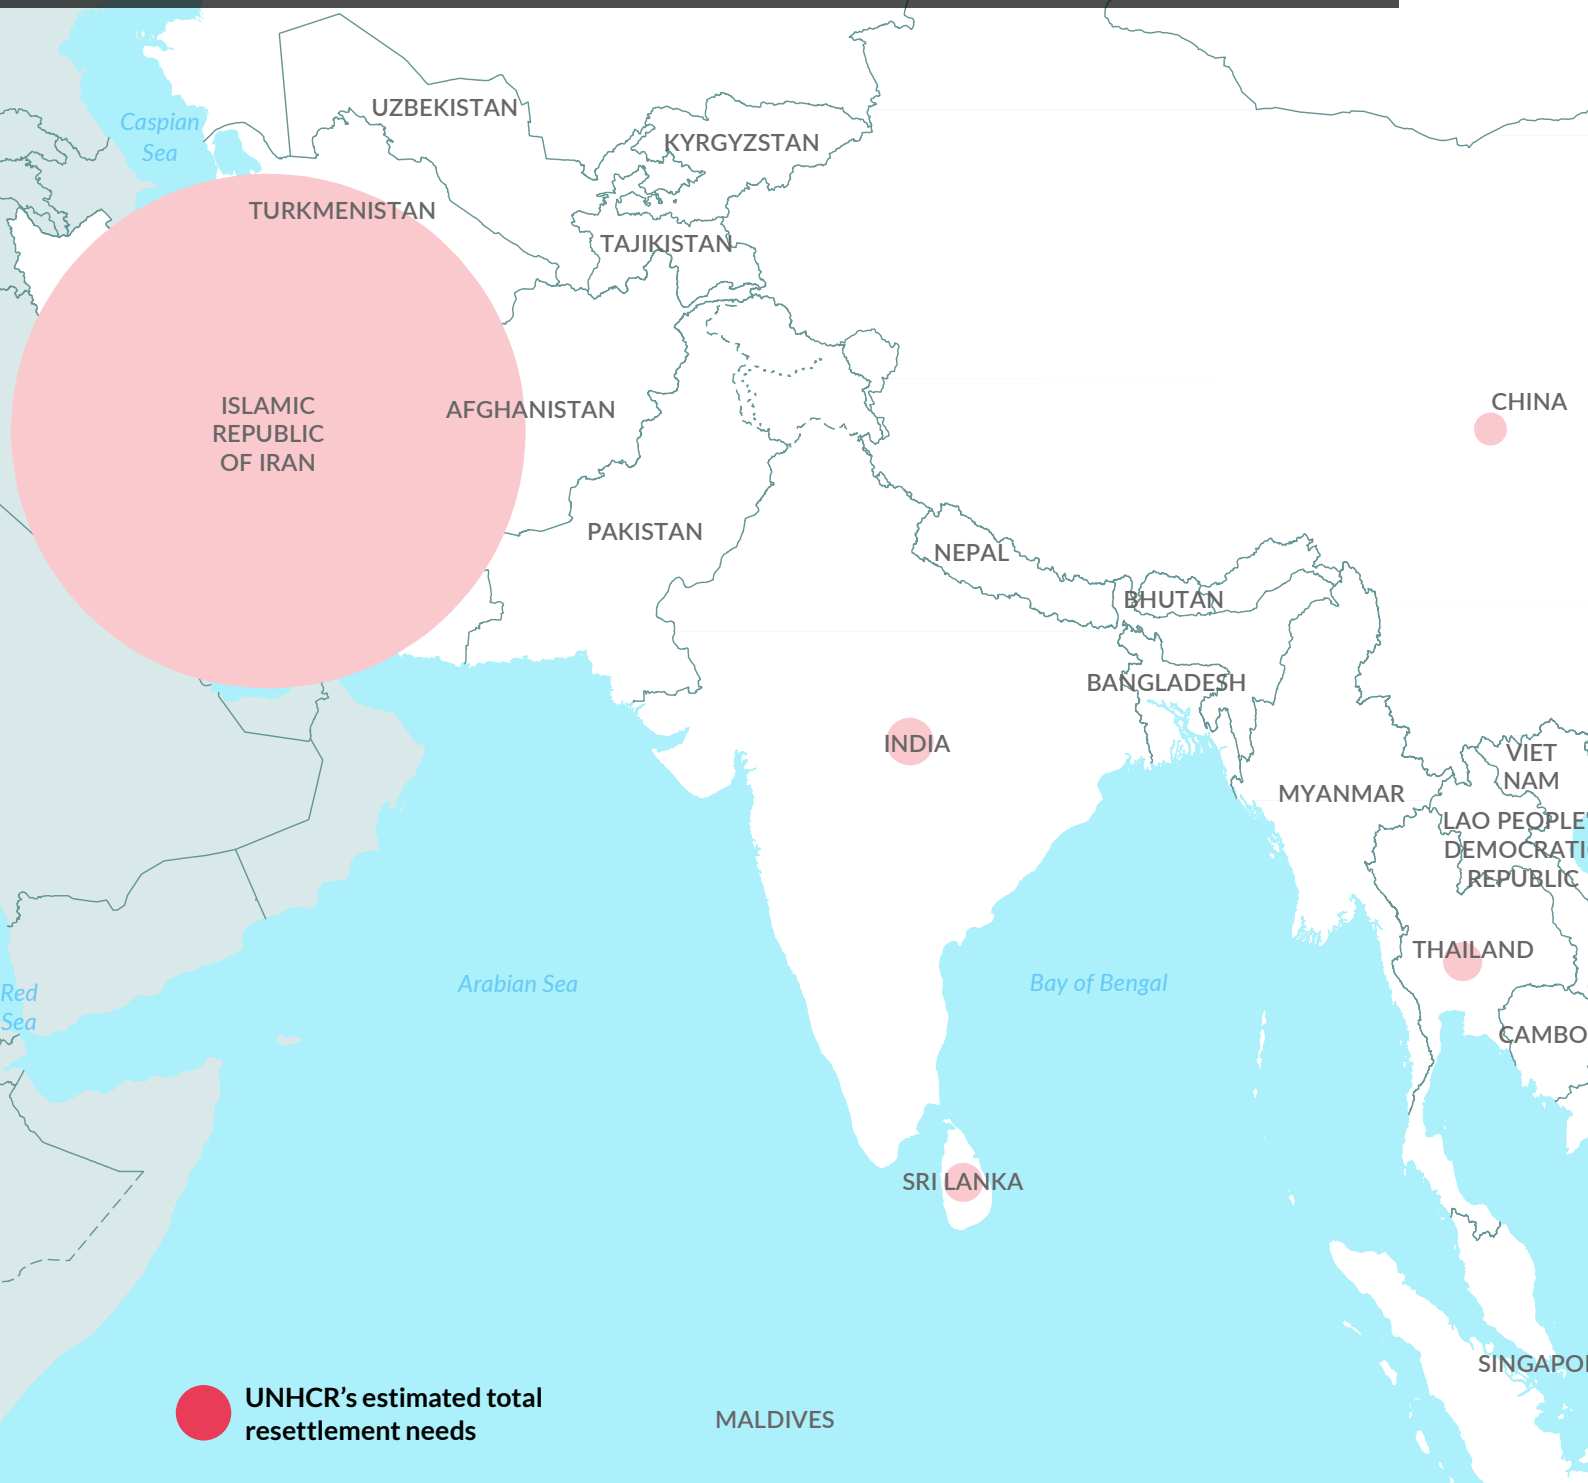 UZBEKISTAN
Caspian
Sea
KYRGYZSTAN
TURKMENISTAN
TAJIKISTAN
ISLAMIC
REPUBLIC
OF IRAN
AFGHANISTAN
CHINA
PAKISTAN
NEPAL
BHUTAN
BANGLADESH
INDIA
VIET
NAM
MYANMAR
LAO PEOPLE'
DEMOCRATI
REPUBLIC
THAILAND
Arabian Sea
Bay of Bengal
Red
Sea
CAMBO
SRI LANKA
SINGAPO
UNHCR’s estimated total
resettlement needs
MALDIVES